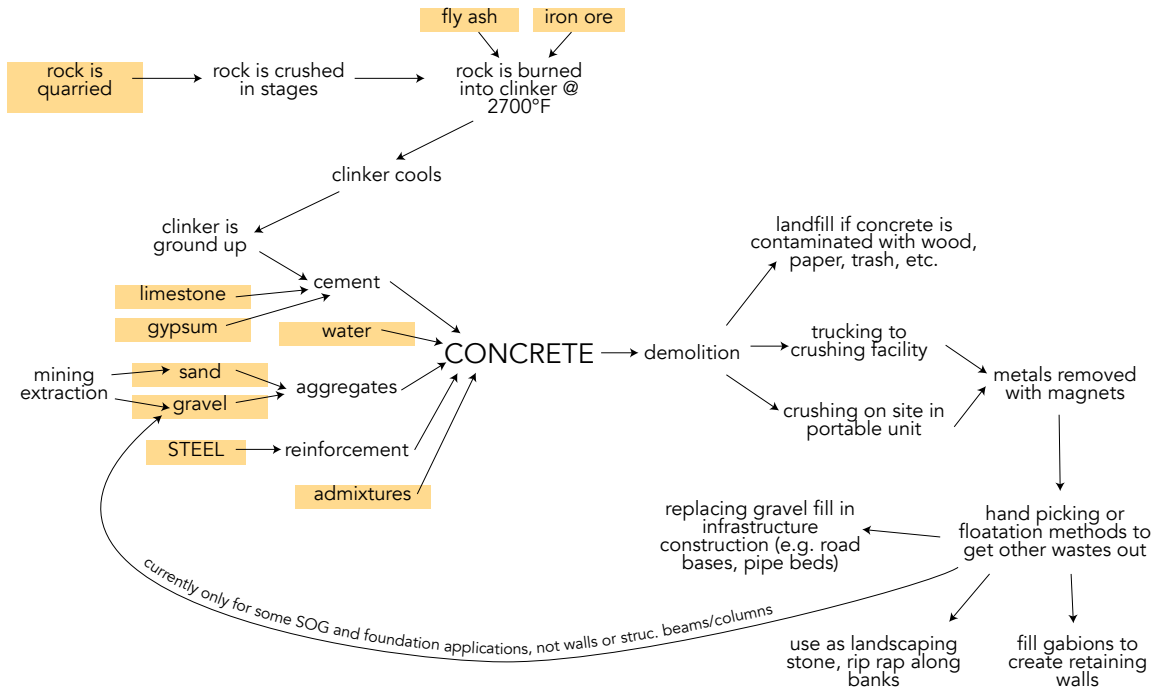 fly ash
iron ore
rock is
quarried
rock is crushed
in stages
rock is burned
into clinker @
2700°F
clinker cools
clinker is
ground up
cement
limestone
gypsum
water
CONCRETE
mining
extraction
sand
gravel
aggregates
STEEL
reinforcement
admixtures
demolition
landfill if concrete is
contaminated with wood,
paper, trash, etc.
trucking to
crushing facility
crushing on site in
portable unit
metals removed
with magnets
hand picking or
floatation methods to
get other wastes out
replacing gravel fill in
infrastructure
construction (e.g. road
bases, pipe beds)
currently only for some SOG and foundation applications, not walls or struc. beams/columns
use as landscaping
stone, rip rap along
banks
fill gabions to
create retaining
walls